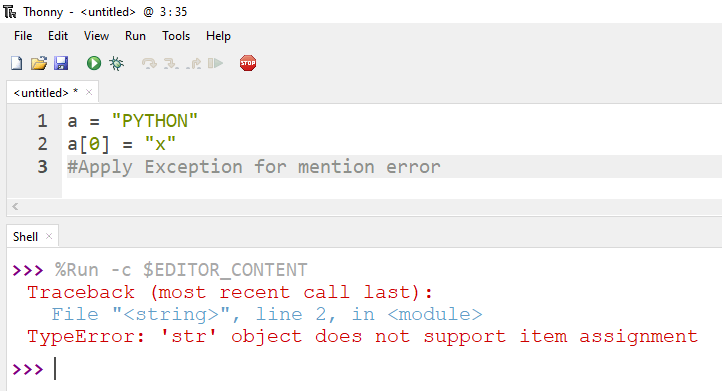 Thonny - <untitled> @ 3:35
File Edit View Run Tools Help
STOP
<untitled> * ×
1 a = "PYTHON"
2 a[0] = "x"
3 #Apply Exception for mention error
Shell ×
>>> %Run -c $EDITOR_CONTENT
Traceback (most recent call last):
File "<string>", line 2, in <module>
TypeError: 'str' object does not support item assignment
>>>